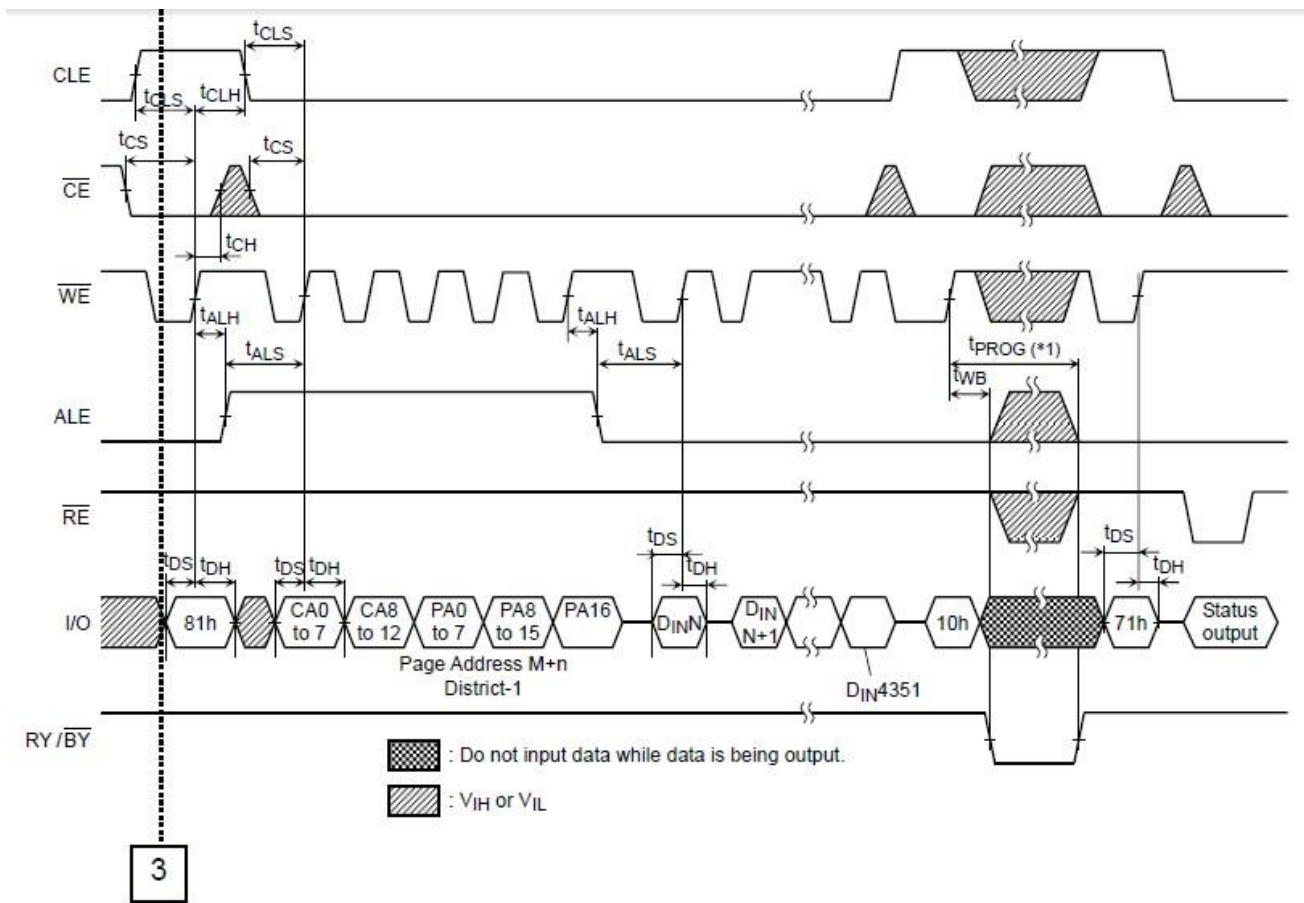 tCLS
CLE
tCLS tCLH
tCS tCS
CE
tCH
WE
tALH tALH
tALS tALS
tPROG (*1)
tWB
ALE
RE
tDS tDH tDS tDH tDS tDH tDS tDH
I/O
81h
CA0 to 7
CA8 to 12
PA0 to 7
PA8 to 15
PA16
DINN
DIN N+1
10h
71h
Status output
Page Address M+n
District-1
DIN4351
RY/BY
: Do not input data while data is being output.
: VIH or VIL
3